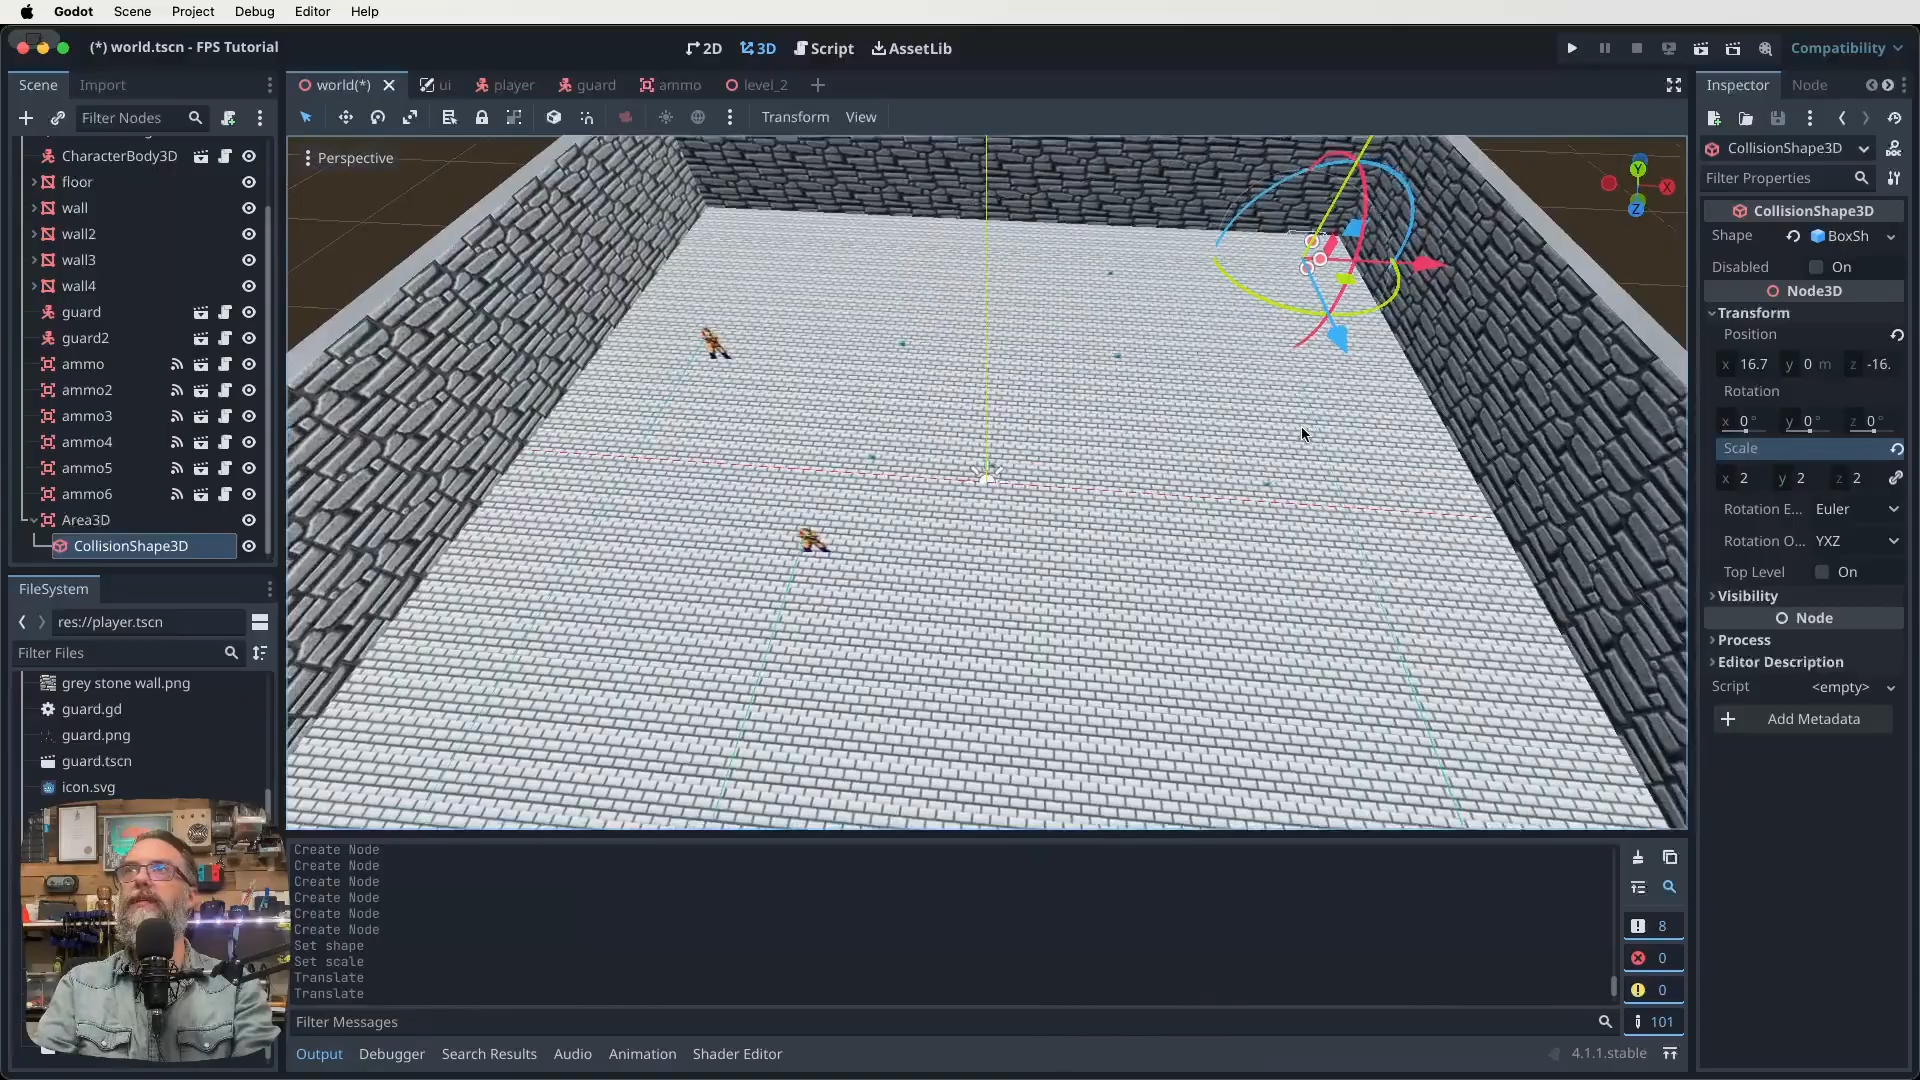 Godot Scene Project Debug Editor Help
(*) world.tscn - FPS Tutorial
2D 3D Script AssetLib
Compatibility
Scene Import
world(*) ui player guard ammo level_2
Inspector Node
Filter Nodes
Transform View
Perspective
CharacterBody3D
floor
wall
wall2
wall3
wall4
guard
guard2
ammo
ammo2
ammo3
ammo4
ammo5
ammo6
Area3D
CollisionShape3D
FileSystem
res://player.tscn
Filter Files
grey stone wall.png
guard.gd
guard.png
guard.tscn
icon.svg
Y
X
Z
Create Node
Create Node
Create Node
Create Node
Create Node
Create Node
Set shape
Set scale
Translate
Translate
Filter Messages
8
0
0
101
Output Debugger Search Results Audio Animation Shader Editor
4.1.1.stable
CollisionShape3D
Filter Properties
CollisionShape3D
Shape BoxSh
Disabled On
Node3D
Transform
Position
x 16.7 y 0 m z -16.
Rotation
x 0° y 0° z 0°
Scale
x 2 y 2 z 2
Rotation E... Euler
Rotation O... YXZ
Top Level On
Visibility
Node
Process
Editor Description
Script <empty>
Add Metadata